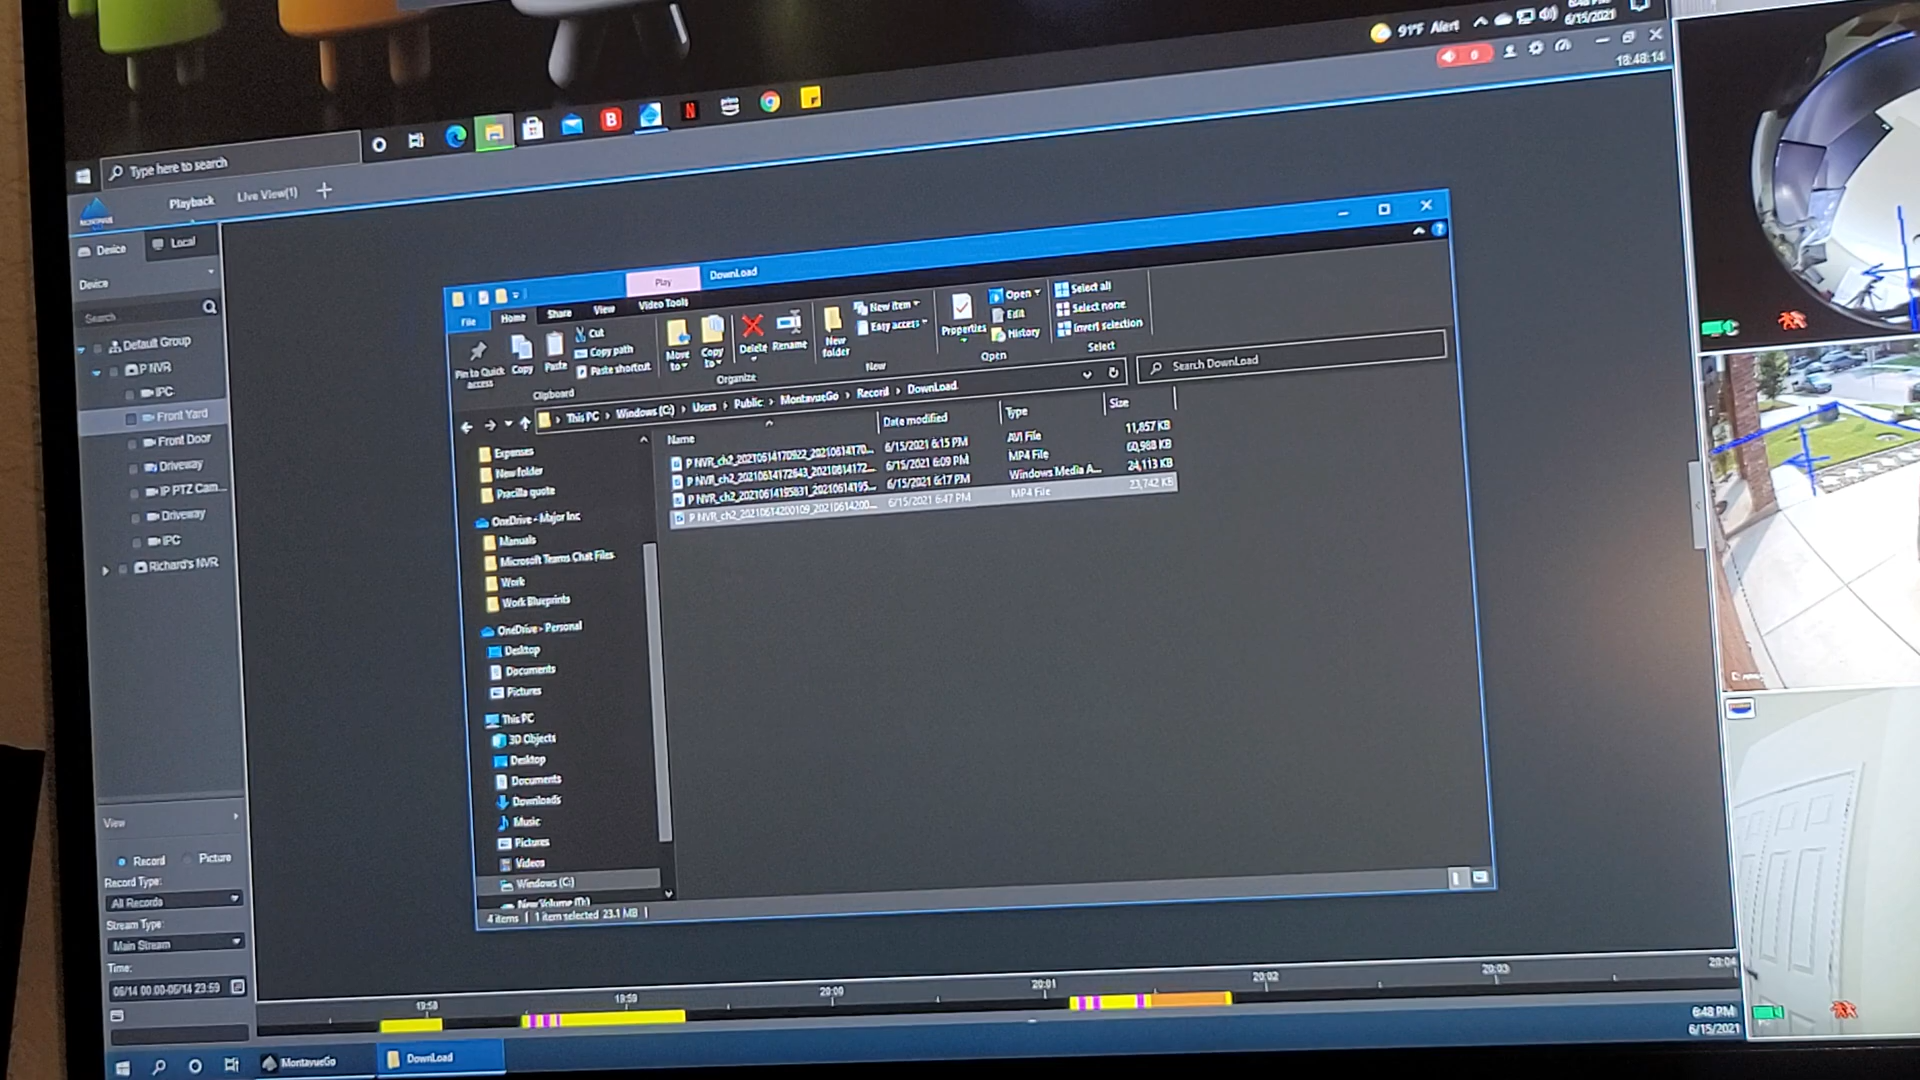 91°F Alert
6/15/2021
0
18:48:14
Type here to search
Playback
Live View(1)
Device
Local
Device
Search
Default Group
P NVR
IPC
Front Yard
Front Door
Driveway
IP PTZ Cam...
Driveway
IPC
Richard's NVR
View
Record
Picture
Record Type:
All Records
Stream Type:
Main Stream
Time:
06/14 00:00-06/14 23:59
Play
DownLoad
File
Home
Share
View
Video Tools
Pin to Quick access
Copy
Paste
Cut
Copy path
Paste shortcut
Clipboard
Move to
Copy to
Delete
Rename
Organize
New folder
New item
Easy access
New
Properties
Open
Edit
History
Open
Select all
Select none
Invert selection
Select
This PC > Windows (C:) > Users > Public > MontavueGo > Record > DownLoad
Search DownLoad
Name
Date modified
Type
Size
P NVR_ch2_20210614170922_20210614170... 6/15/2021 6:15 PM AVI File 11,857 KB
P NVR_ch2_20210614172643_20210614172... 6/15/2021 6:09 PM MP4 File 60,988 KB
P NVR_ch2_20210614195831_20210614195... 6/15/2021 6:17 PM Windows Media A... 24,113 KB
P NVR_ch2_20210614200109_20210614200... 6/15/2021 6:47 PM MP4 File 23,742 KB
Expenses
New folder
Pracilla quote
OneDrive - Major Inc
Manuals
Microsoft Teams Chat Files
Work
Work Blueprints
OneDrive - Personal
Desktop
Documents
Pictures
This PC
3D Objects
Desktop
Documents
Downloads
Music
Pictures
Videos
Windows (C:)
New Volume (D:)
4 items
1 item selected 23.1 MB
19:58
19:59
20:00
20:01
20:02
20:03
20:04
MontavueGo
DownLoad
6:48 PM
6/15/2021